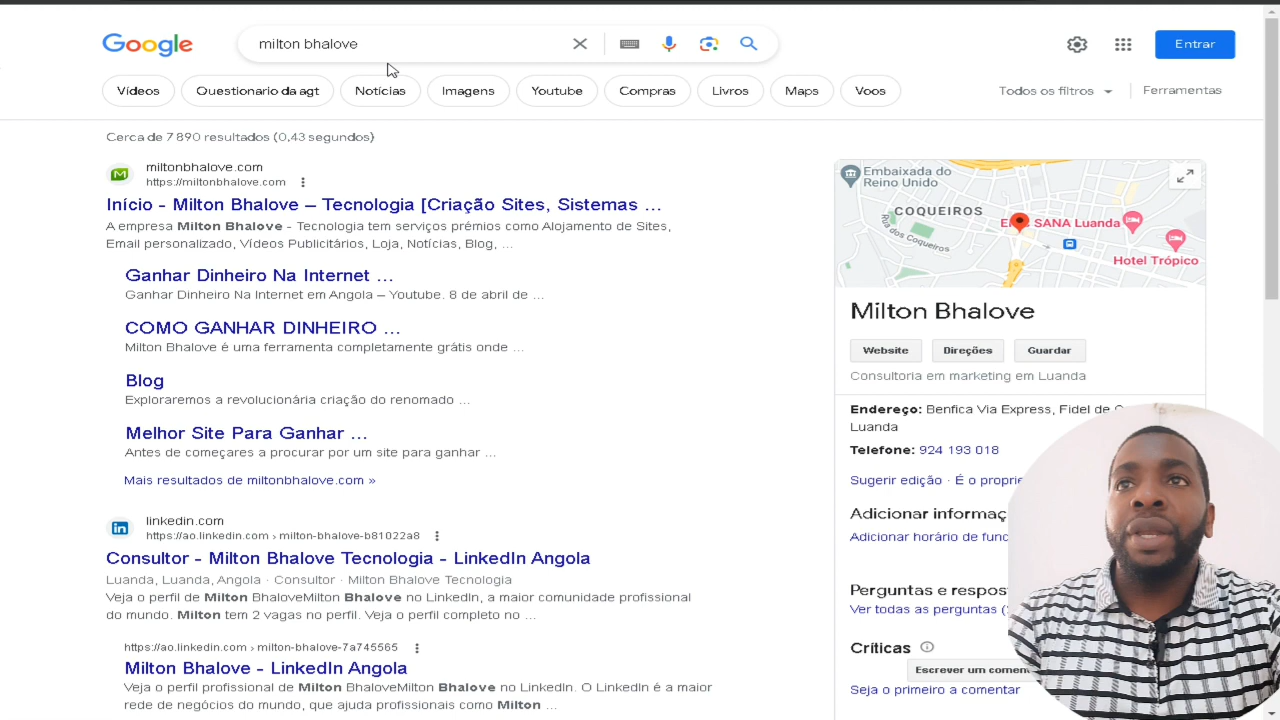 Google
milton bhalove
Entrar
Vídeos
Questionario da agt
Notícias
Imagens
Youtube
Compras
Livros
Maps
Voos
Todos os filtros
Ferramentas
Cerca de 7 890 resultados (0,43 segundos)
miltonbhalove.com
https://miltonbhalove.com
Início - Milton Bhalove – Tecnologia [Criação Sites, Sistemas ...
A empresa Milton Bhalove - Tecnologia tem serviços prémios como Alojamento de Sites,
Email personalizado, Vídeos Publicitários, Loja, Notícias, Blog, ...
Ganhar Dinheiro Na Internet ...
Ganhar Dinheiro Na Internet em Angola – Youtube. 8 de abril de ...
COMO GANHAR DINHEIRO ...
Milton Bhalove é uma ferramenta completamente grátis onde ...
Blog
Exploraremos a revolucionária criação do renomado ...
Melhor Site Para Ganhar ...
Antes de começares a procurar por um site para ganhar ...
Mais resultados de miltonbhalove.com »
linkedin.com
https://ao.linkedin.com › milton-bhalove-b81022a8
Consultor - Milton Bhalove Tecnologia - LinkedIn Angola
Luanda, Luanda, Angola · Consultor · Milton Bhalove Tecnologia
Veja o perfil de Milton BhaloveMilton Bhalove no LinkedIn, a maior comunidade profissional
do mundo. Milton tem 2 vagas no perfil. Veja o perfil completo no ...
https://ao.linkedin.com › milton-bhalove-7a745565
Milton Bhalove - LinkedIn Angola
Veja o perfil profissional de Milton BhaloveMilton Bhalove no LinkedIn. O LinkedIn é a maior
rede de negócios do mundo, que ajuda profissionais como Milton ...
Embaixada do
Reino Unido
COQUEIROS
Rua dos
Coqueiros
SANA Luanda
Hotel Trópico
Milton Bhalove
Website
Direções
Guardar
Consultoria em marketing em Luanda
Endereço: Benfica Via Express, Fidel de
Luanda
Telefone: 924 193 018
Sugerir edição · É o proprie
Adicionar informaç
Adicionar horário de func
Perguntas e respos
Ver todas as perguntas (
Críticas
Escrever um comen
Seja o primeiro a comentar